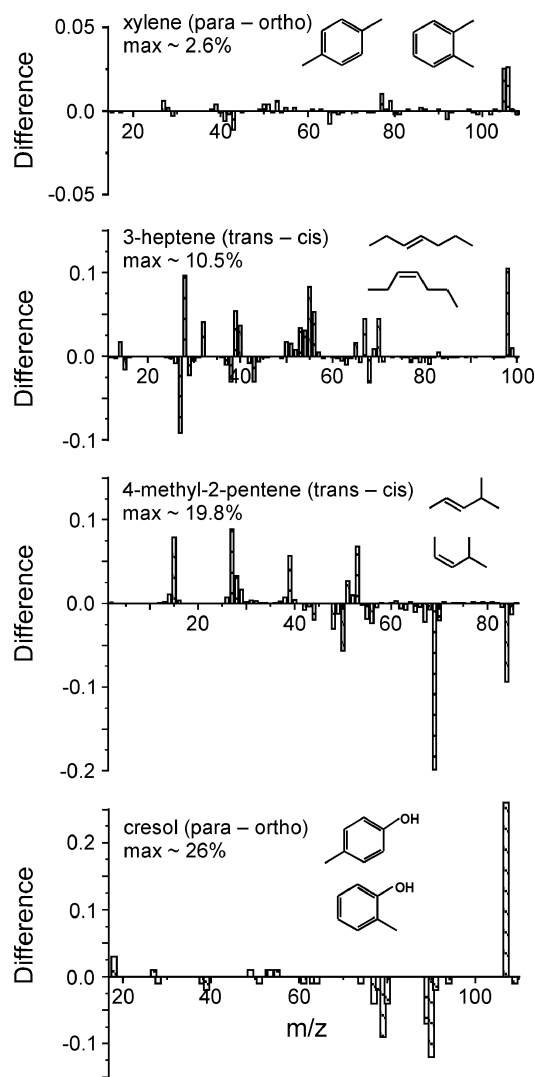 xylene (para – ortho)
max ~ 2.6%
0.05
0.0
-0.05
Difference
20 40 60 80 100
3-heptene (trans – cis)
max ~ 10.5%
0.1
0.0
-0.1
Difference
20 40 60 80 100
4-methyl-2-pentene (trans – cis)
max ~ 19.8%
0.1
0.0
-0.1
-0.2
Difference
20 40 60 80
cresol (para – ortho)
max ~ 26%
OH
OH
0.2
0.1
0.0
-0.1
Difference
20 40 60 80 100
m/z